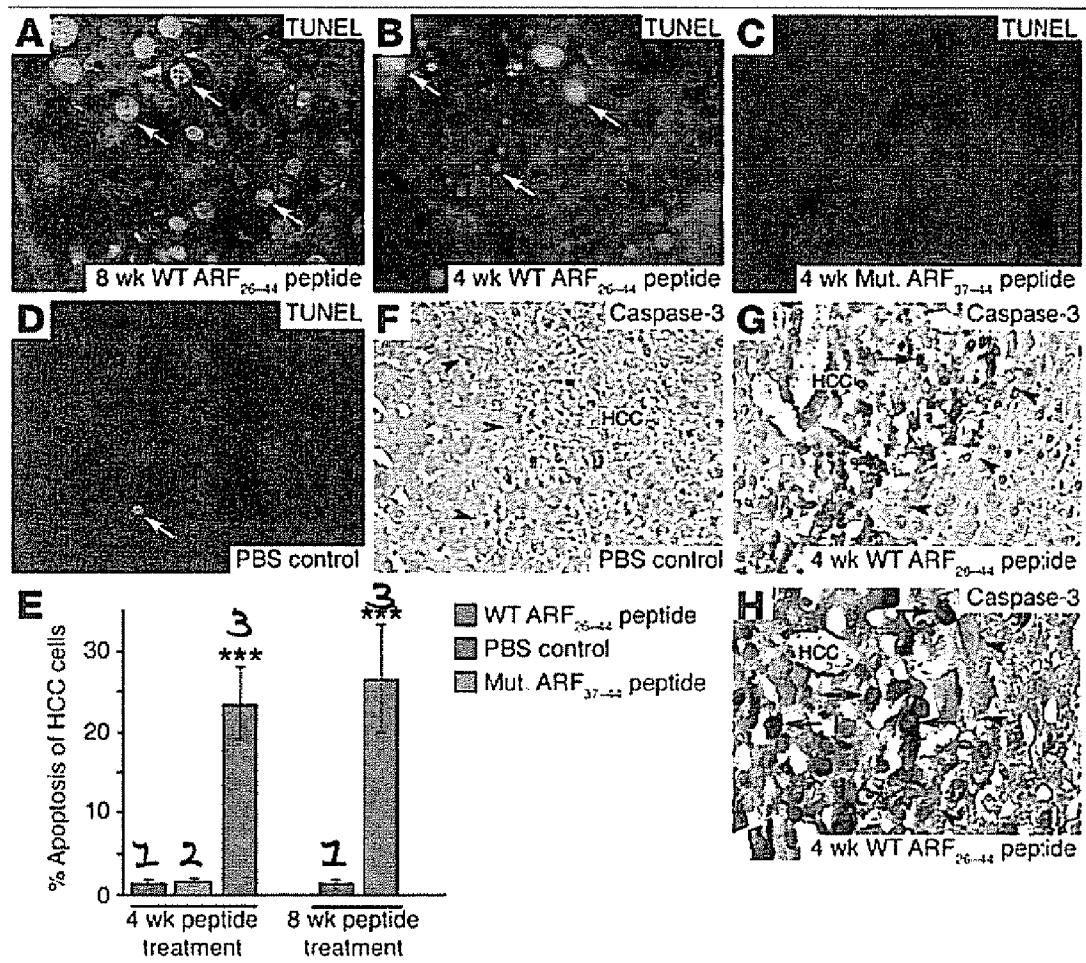 A TUNEL
8 wk WT ARF26–44 peptide
B TUNEL
4 wk WT ARF26–44 peptide
C TUNEL
4 wk Mut. ARF37–44 peptide
D TUNEL
PBS control
F Caspase-3
HCC
PBS control
G Caspase-3
HCC
4 wk WT ARF26–44 peptide
E
% Apoptosis of HCC cells
30
20
10
0
1
2
3
***
1
3
***
4 wk peptide
treatment
8 wk peptide
treatment
WT ARF26–44 peptide
PBS control
Mut. ARF37–44 peptide
H Caspase-3
HCC
4 wk WT ARF26–44 peptide